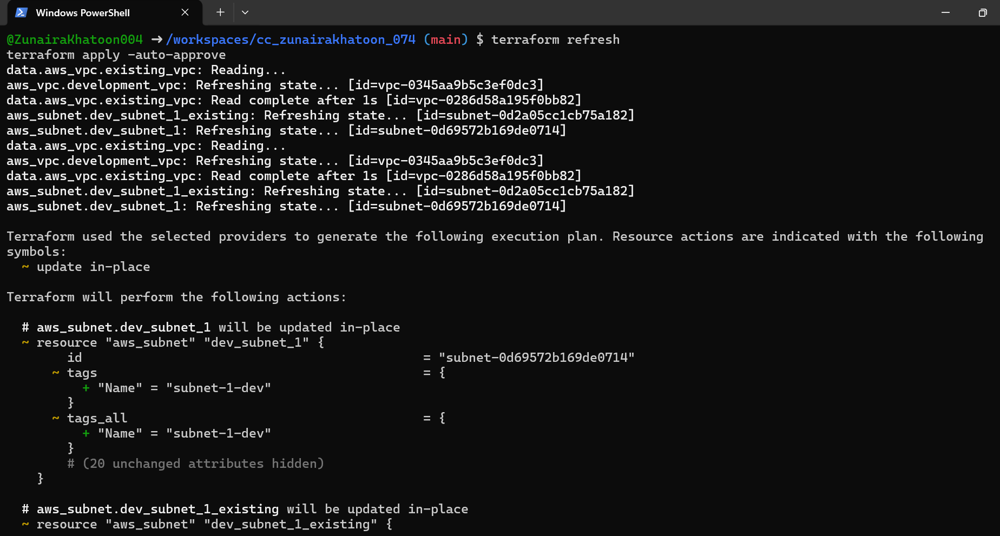 Windows PowerShell
@ZunairaKhatoon004 ➜ /workspaces/cc_zunairakhatoon_074 (main) $ terraform refresh
terraform apply -auto-approve
data.aws_vpc.existing_vpc: Reading...
aws_vpc.development_vpc: Refreshing state... [id=vpc-0345aa9b5c3ef0dc3]
data.aws_vpc.existing_vpc: Read complete after 1s [id=vpc-0286d58a195f0bb82]
aws_subnet.dev_subnet_1_existing: Refreshing state... [id=subnet-0d2a05cc1cb75a182]
aws_subnet.dev_subnet_1: Refreshing state... [id=subnet-0d69572b169de0714]
data.aws_vpc.existing_vpc: Reading...
aws_vpc.development_vpc: Refreshing state... [id=vpc-0345aa9b5c3ef0dc3]
data.aws_vpc.existing_vpc: Read complete after 1s [id=vpc-0286d58a195f0bb82]
aws_subnet.dev_subnet_1_existing: Refreshing state... [id=subnet-0d2a05cc1cb75a182]
aws_subnet.dev_subnet_1: Refreshing state... [id=subnet-0d69572b169de0714]
Terraform used the selected providers to generate the following execution plan. Resource actions are indicated with the following
symbols:
  ~ update in-place
Terraform will perform the following actions:
  # aws_subnet.dev_subnet_1 will be updated in-place
  ~ resource "aws_subnet" "dev_subnet_1" {
        id                                             = "subnet-0d69572b169de0714"
      ~ tags                                           = {
          + "Name" = "subnet-1-dev"
        }
      ~ tags_all                                       = {
          + "Name" = "subnet-1-dev"
        }
        # (20 unchanged attributes hidden)
    }
  # aws_subnet.dev_subnet_1_existing will be updated in-place
  ~ resource "aws_subnet" "dev_subnet_1_existing" {